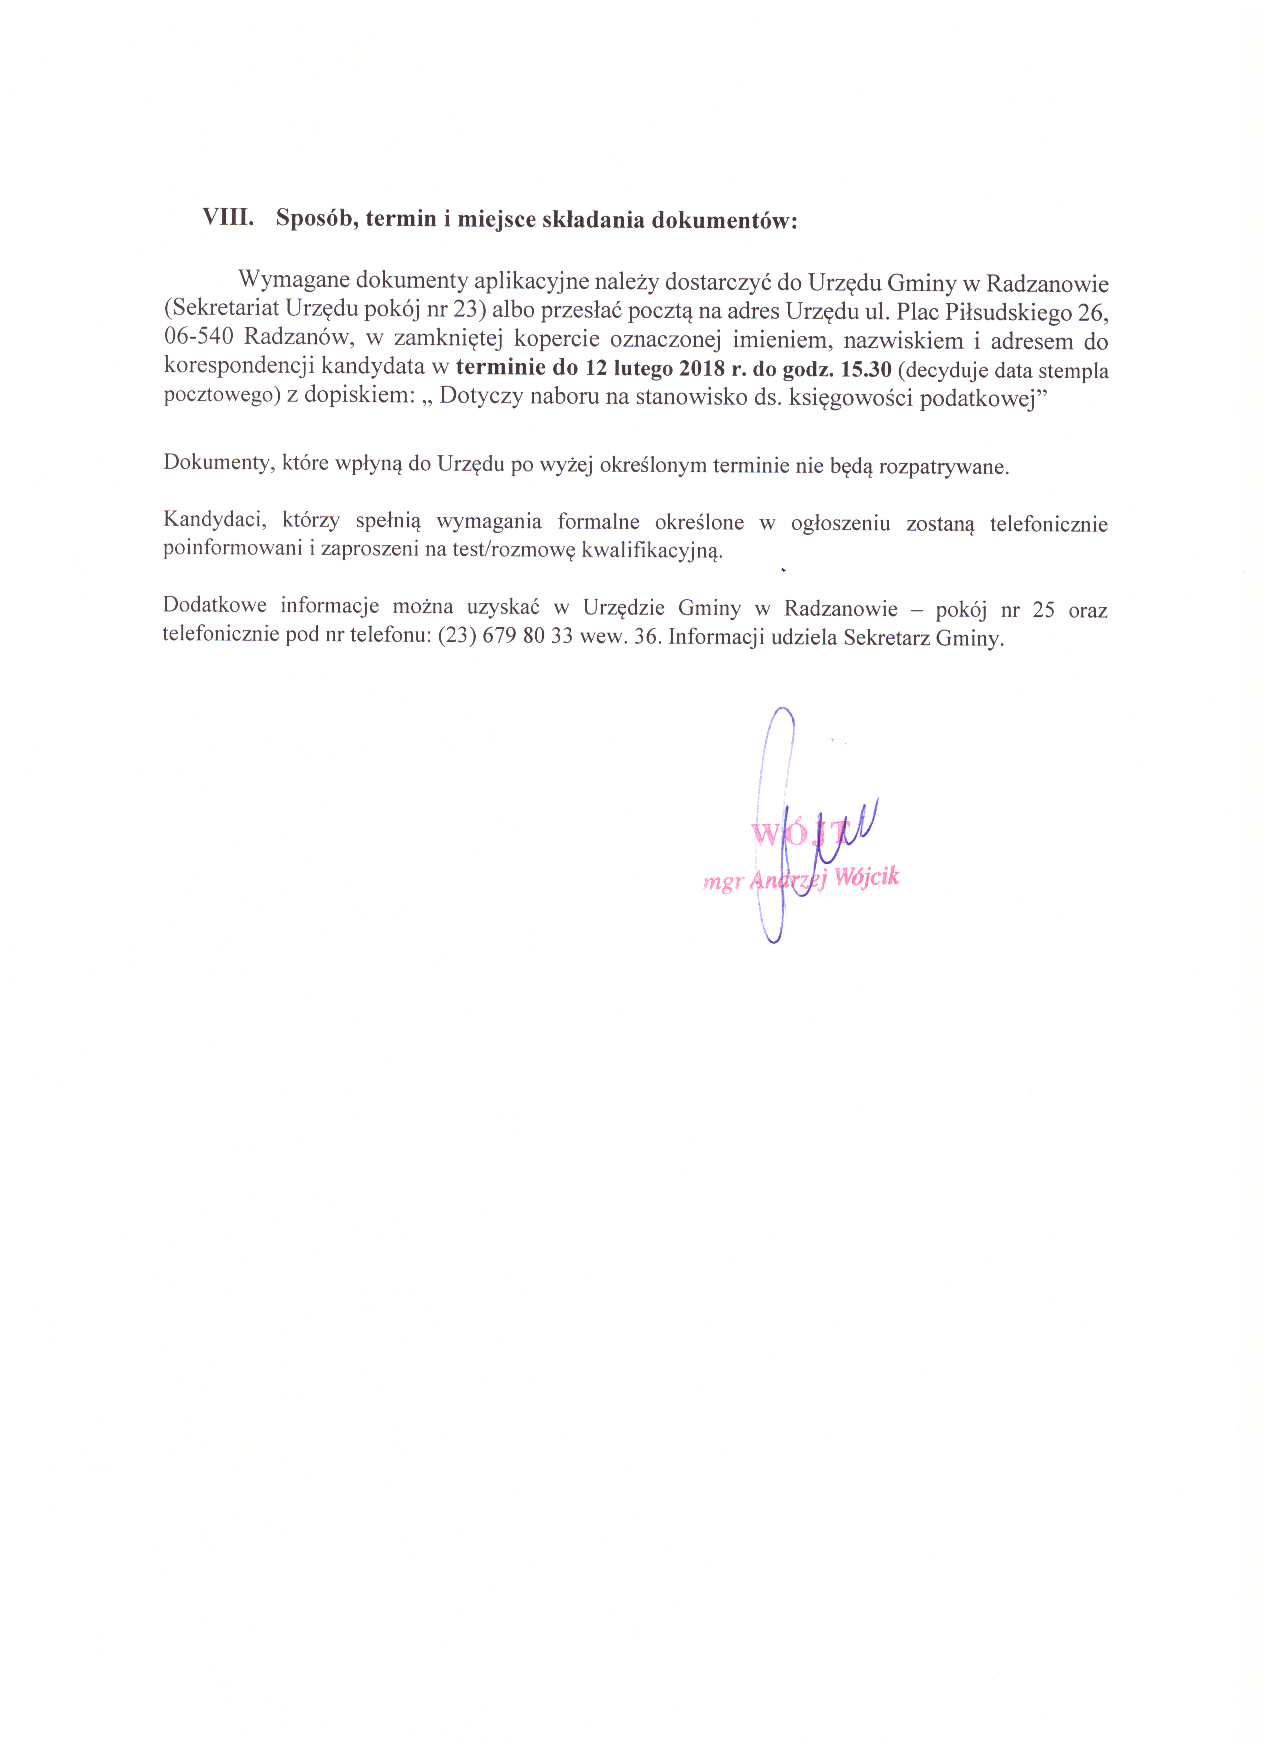 VIII. Sposób, termin i miejsce składania dokumentów:
Wymagane dokumenty aplikacyjne należy dostarczyć do Urzędu Gminy w Radzanowie
(Sekretariat Urzędu pokój nr 23) albo przesłać pocztą na adres Urzędu ul. Plac Piłsudskiego 26,
06-540 Radzanów, w zamkniętej kopercie oznaczonej imieniem, nazwiskiem i adresem do
korespondencji kandydata w terminie do 12 lutego 2018 r. do godz. 15.30 (decyduje data stempla
pocztowego) z dopiskiem: „ Dotyczy naboru na stanowisko ds. księgowości podatkowej”
Dokumenty, które wpłyną do Urzędu po wyżej określonym terminie nie będą rozpatrywane.
Kandydaci, którzy spełnią wymagania formalne określone w ogłoszeniu zostaną telefonicznie
poinformowani i zaproszeni na test/rozmowę kwalifikacyjną.
Dodatkowe informacje można uzyskać w Urzędzie Gminy w Radzanowie – pokój nr 25 oraz
telefonicznie pod nr telefonu: (23) 679 80 33 wew. 36. Informacji udziela Sekretarz Gminy.
WÓJT
mgr Andrzej Wójcik